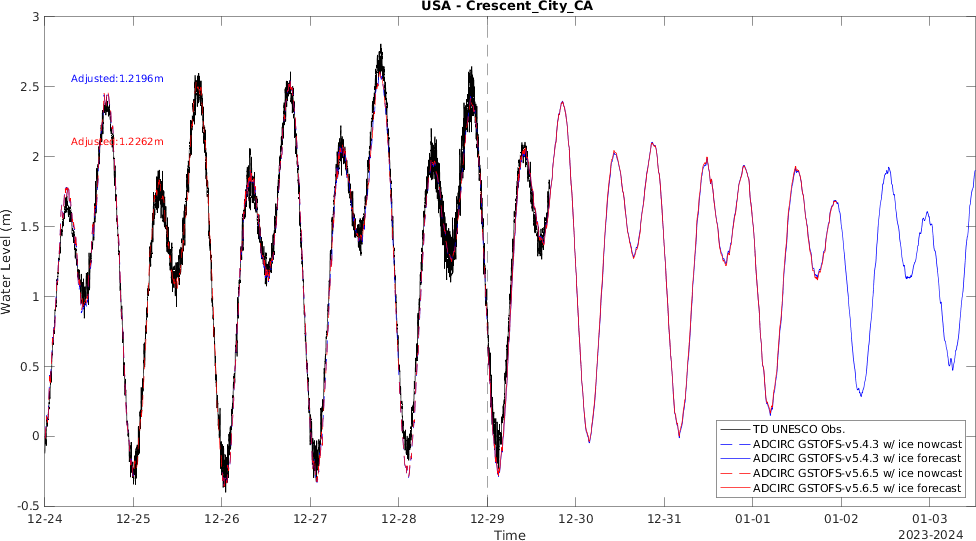 USA - Crescent_City_CA
3
2.5
2
1.5
1
0.5
0
-0.5
Water Level (m)
Adjusted:1.2196m
Adjusted:1.2262m
TD UNESCO Obs.
ADCIRC GSTOFS-v5.4.3 w/ ice nowcast
ADCIRC GSTOFS-v5.4.3 w/ ice forecast
ADCIRC GSTOFS-v5.6.5 w/ ice nowcast
ADCIRC GSTOFS-v5.6.5 w/ ice forecast
12-24 12-25 12-26 12-27 12-28 12-29 12-30 12-31 01-01 01-02 01-03
Time
2023-2024